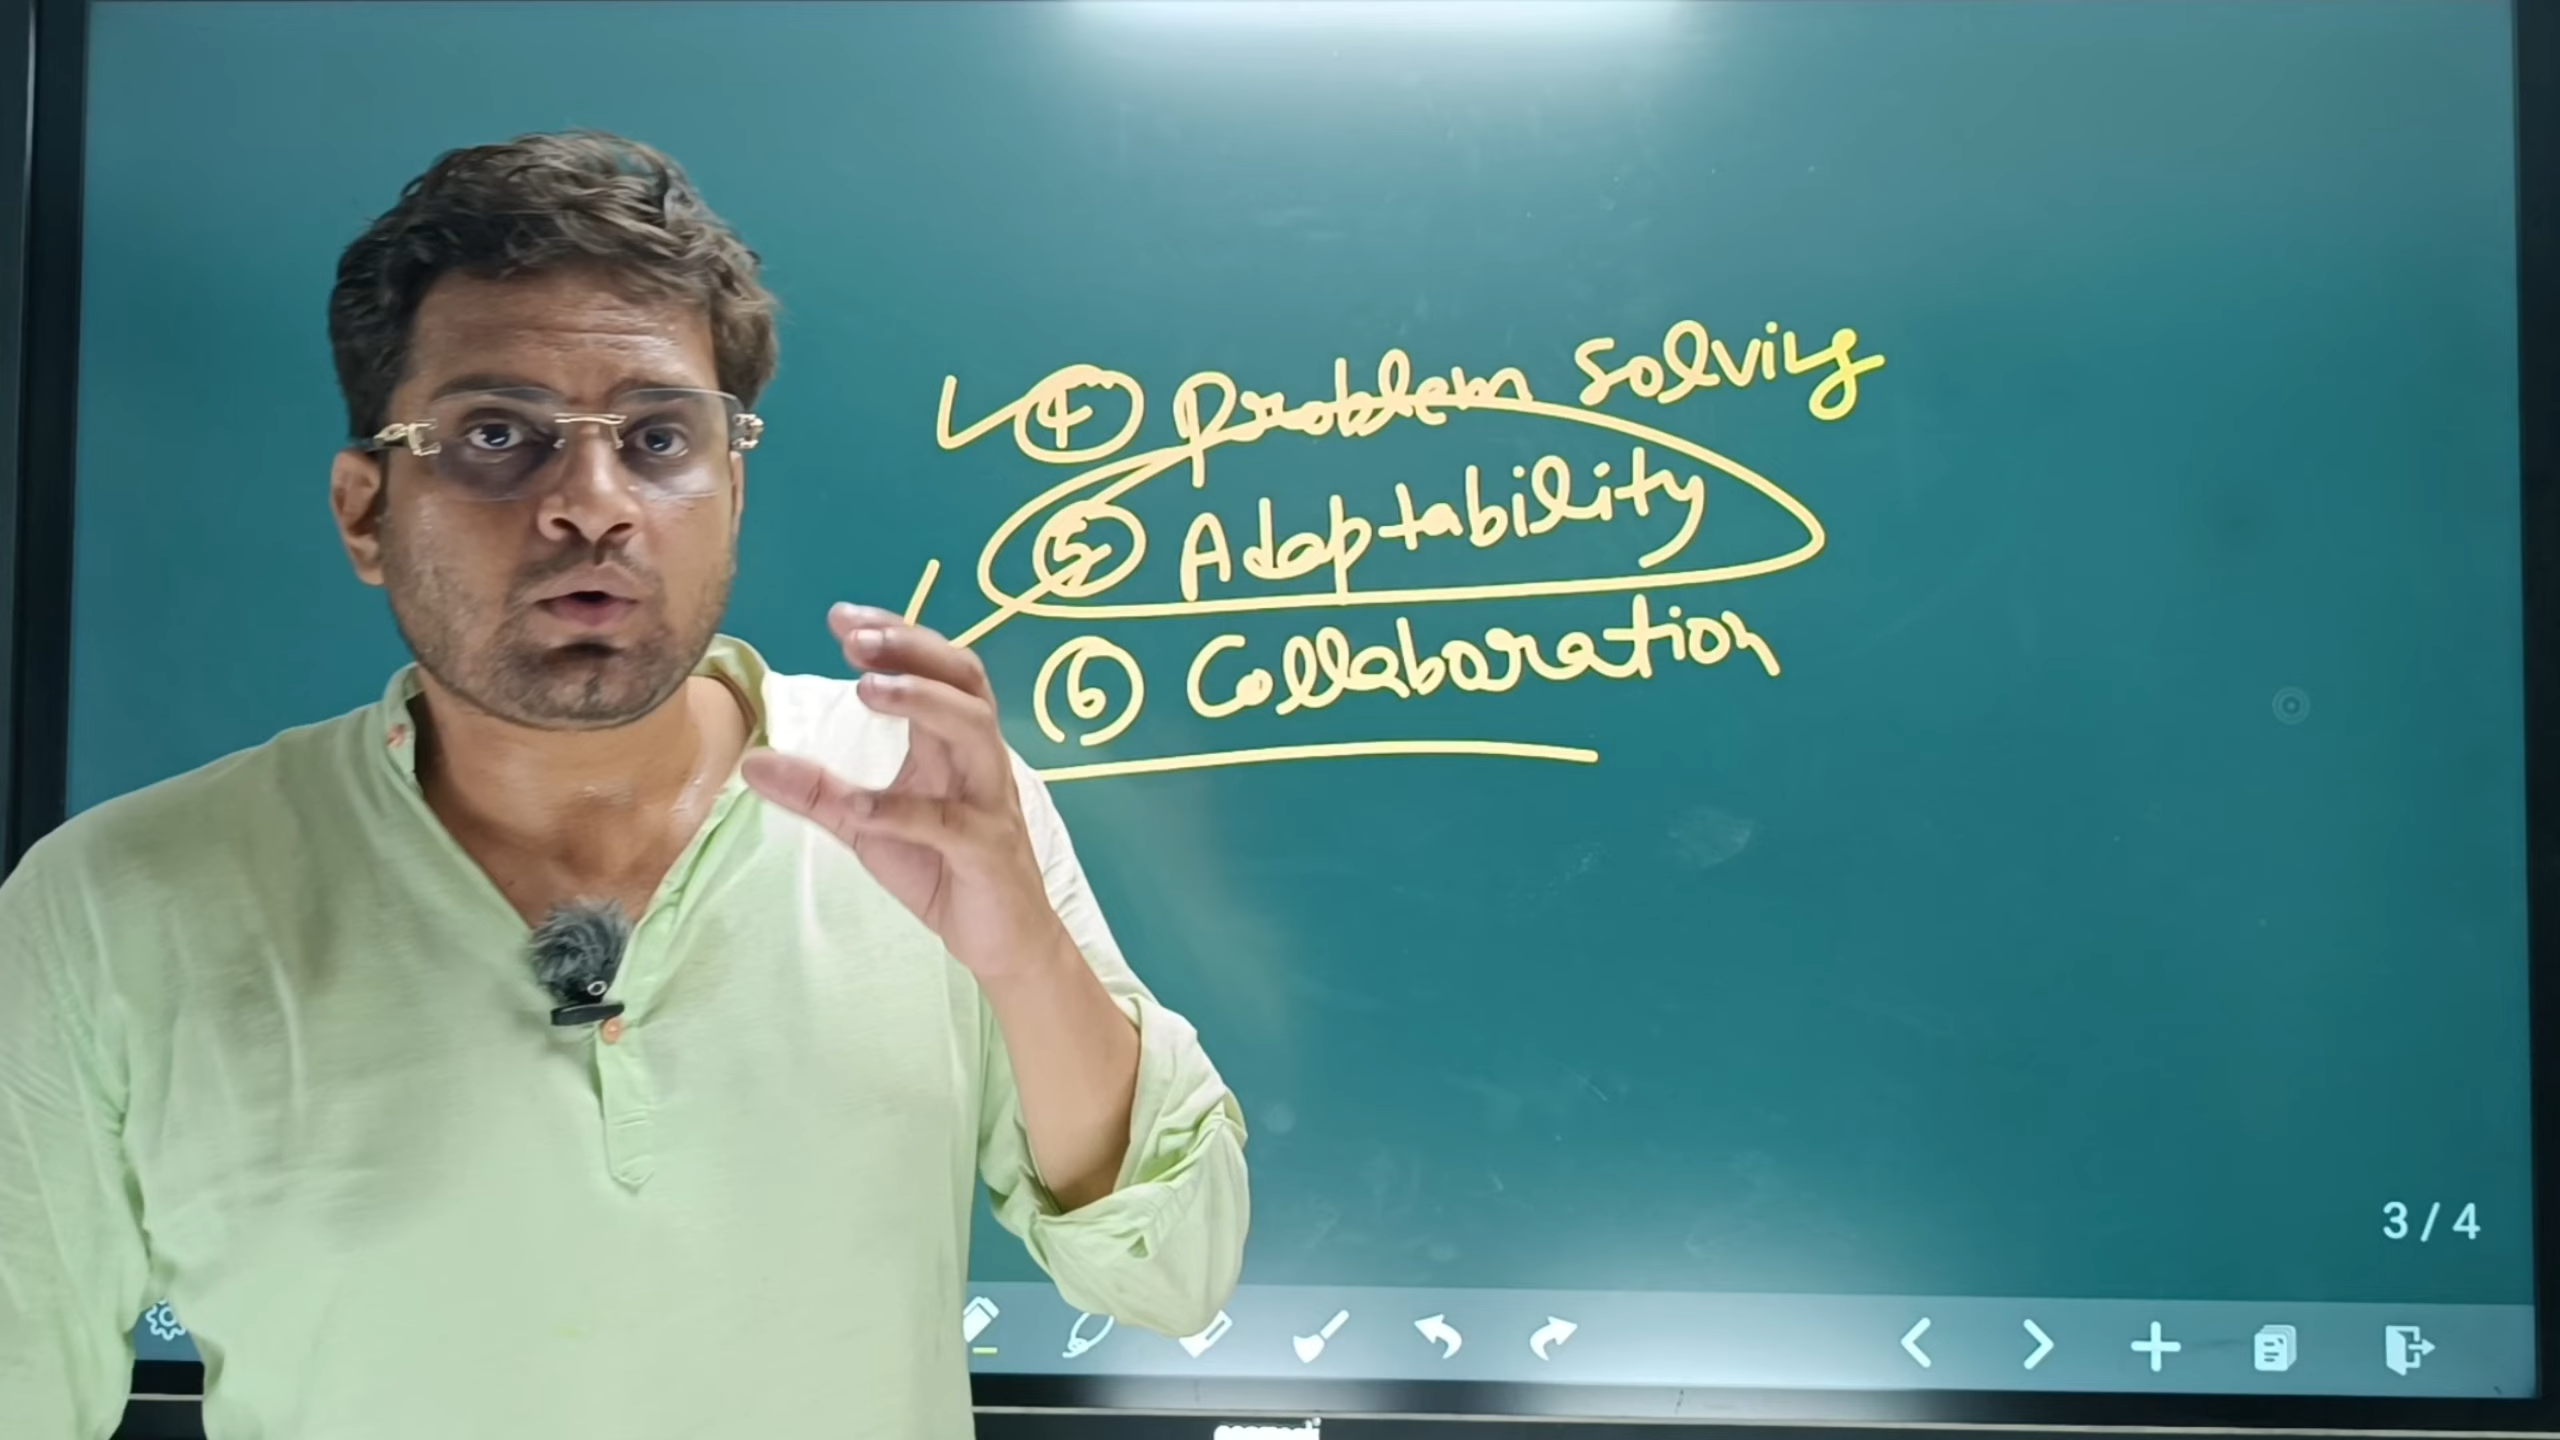 ④ Problem Solving
⑤ Adaptability
⑥ Collaboration
3 / 4